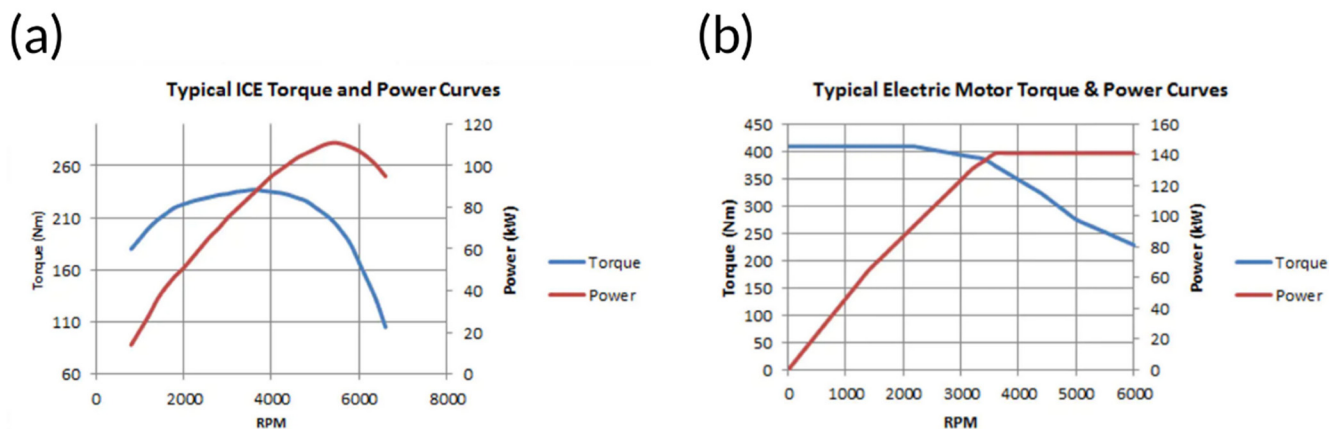 (a)
(b)
Typical ICE Torque and Power Curves
260
210
160
110
60
Torque (Nm)
120
100
80
60
40
20
0
Power (kW)
0 2000 4000 6000 8000
RPM
Torque
Power
Typical Electric Motor Torque & Power Curves
450
400
350
300
250
200
150
100
50
0
Torque (Nm)
160
140
120
100
80
60
40
20
0
Power (kW)
0 1000 2000 3000 4000 5000 6000
RPM
Torque
Power